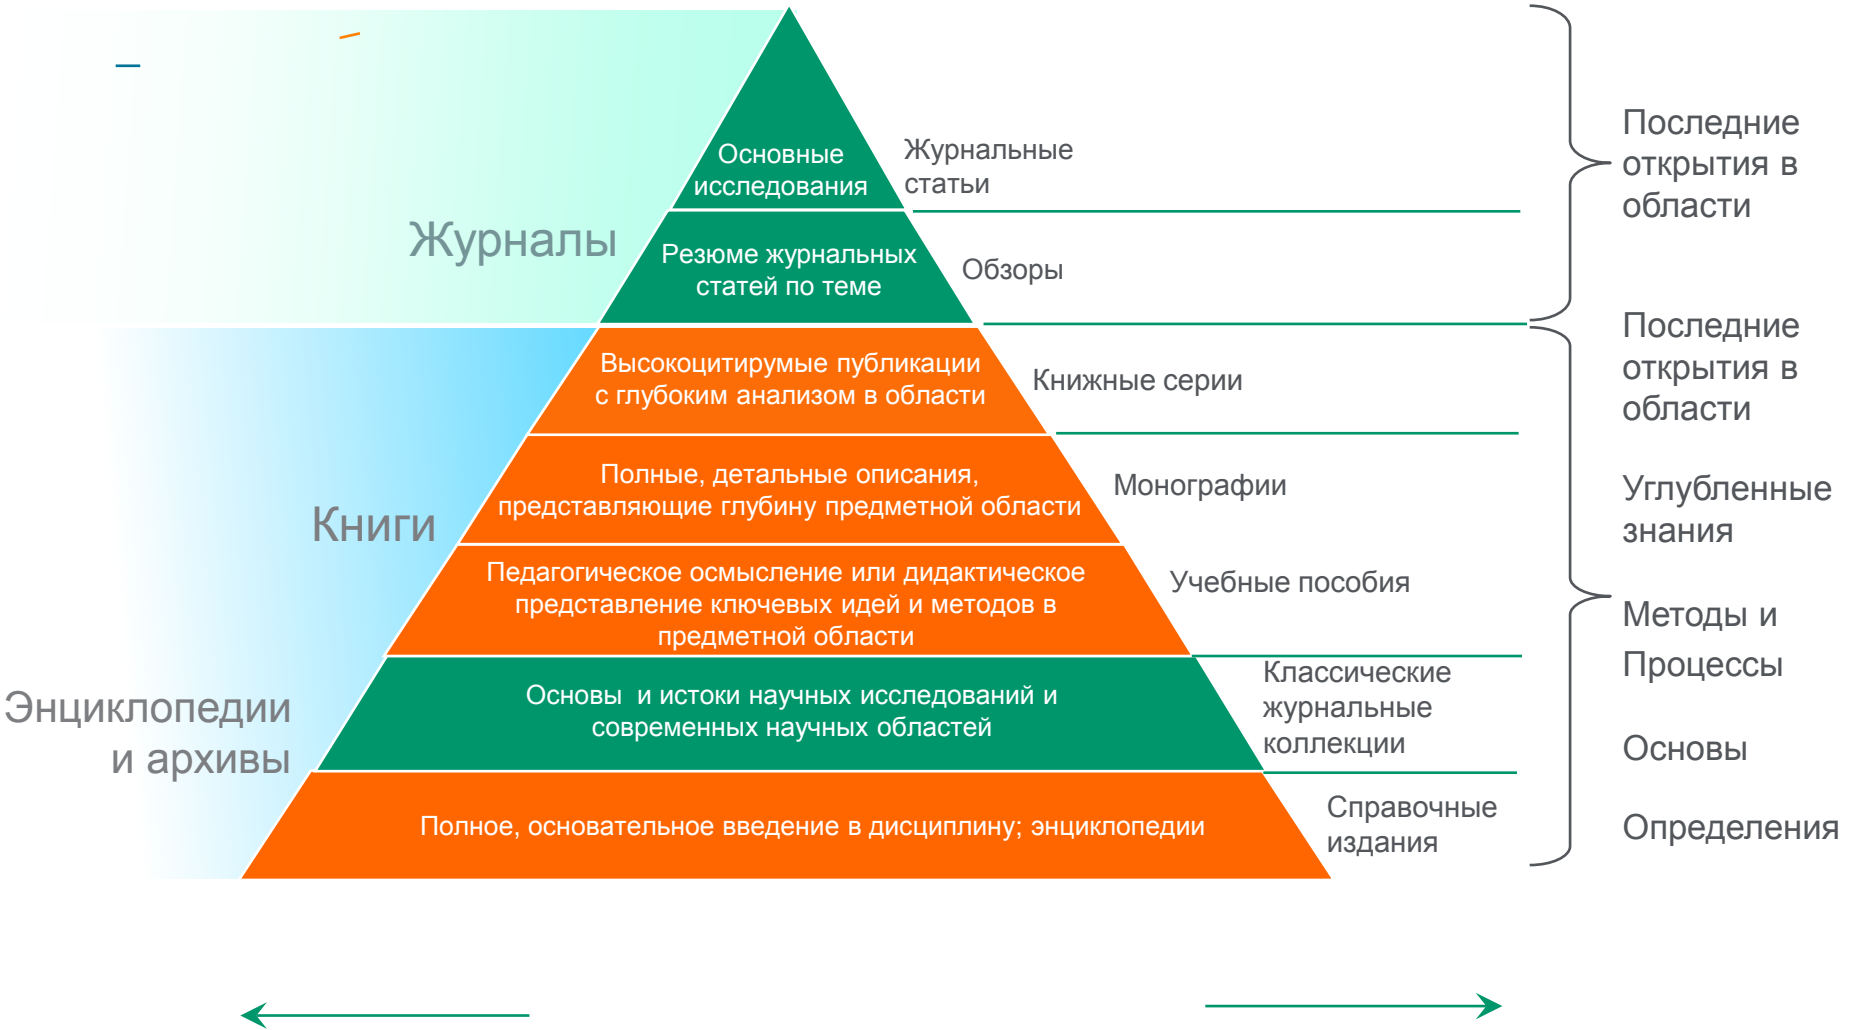 Основные
исследования
Журнальные
статьи
Последние
открытия в
области
Журналы
Резюме журнальных
статей по теме
Обзоры
Высокоцитирумые публикации
с глубоким анализом в области
Книжные серии
Последние
открытия в
области
Книги
Полные, детальные описания,
представляющие глубину предметной области
Монографии
Углубленные
знания
Педагогическое осмысление или дидактическое
представление ключевых идей и методов в
предметной области
Учебные пособия
Методы и
Процессы
Энциклопедии
и архивы
Основы  и истоки научных исследований и
современных научных областей
Классические
журнальные
коллекции
Основы
Полное, основательное введение в дисциплину; энциклопедии
Справочные
издания
Определения